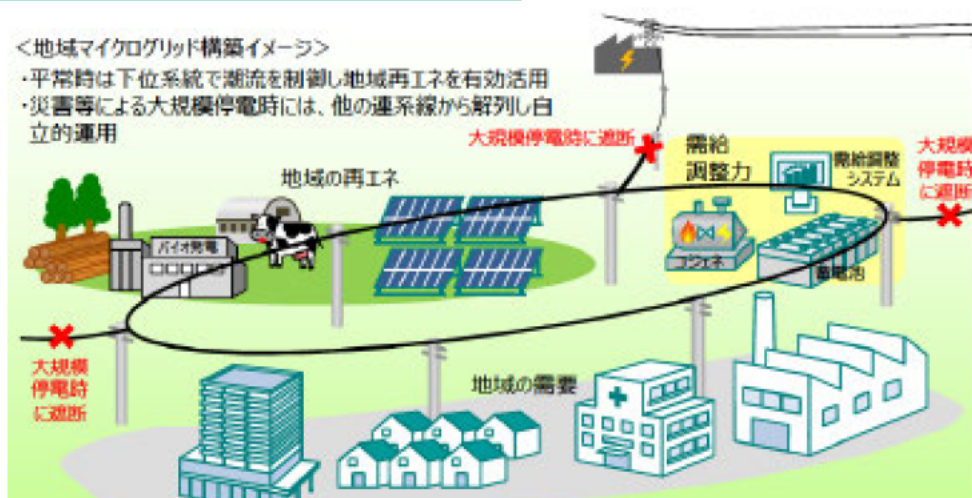 ＜地域マイクログリッド構築イメージ＞
・平常時は下位系統で潮流を制御し地域再エネを有効活用
・災害等による大規模停電時には、他の連系線から解列し自
立的運用
大規模停電時に遮断
需給
調整力
需給調整
システム
大規模
停電時
に遮断
地域の再エネ
バイオ発電
コジェネ
蓄電池
大規模
停電時
に遮断
地域の需要